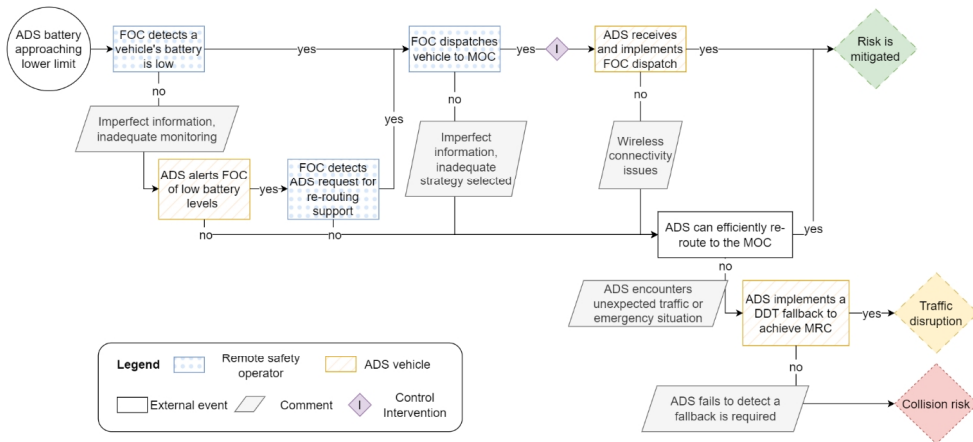 ADS battery
approaching
lower limit
FOC detects a
vehicle's battery
is low
yes
FOC dispatches
vehicle to MOC
yes
I
ADS receives
and implements
FOC dispatch
yes
Risk is
mitigated
no
Imperfect information,
inadequate monitoring
yes
no
Imperfect
information,
inadequate
strategy selected
no
Wireless
connectivity
issues
ADS alerts FOC
of low battery
levels
yes
FOC detects
ADS request for
re-routing
support
no
no
ADS can efficiently re-
route to the MOC
yes
no
ADS encounters
unexpected traffic or
emergency situation
ADS implements a
DDT fallback to
achieve MRC
yes
Traffic
disruption
no
ADS fails to detect a
fallback is required
Collision risk
Legend
Remote safety
operator
ADS vehicle
External event
Comment
I
Control
Intervention